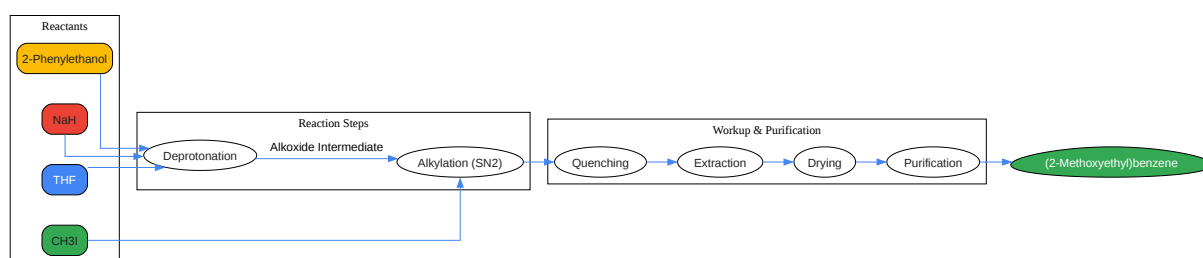 Reactants
2-Phenylethanol
NaH
THF
CH3I
Reaction Steps
Deprotonation
Alkoxide Intermediate
Alkylation (SN2)
Workup & Purification
Quenching
Extraction
Drying
Purification
(2-Methoxyethyl)benzene